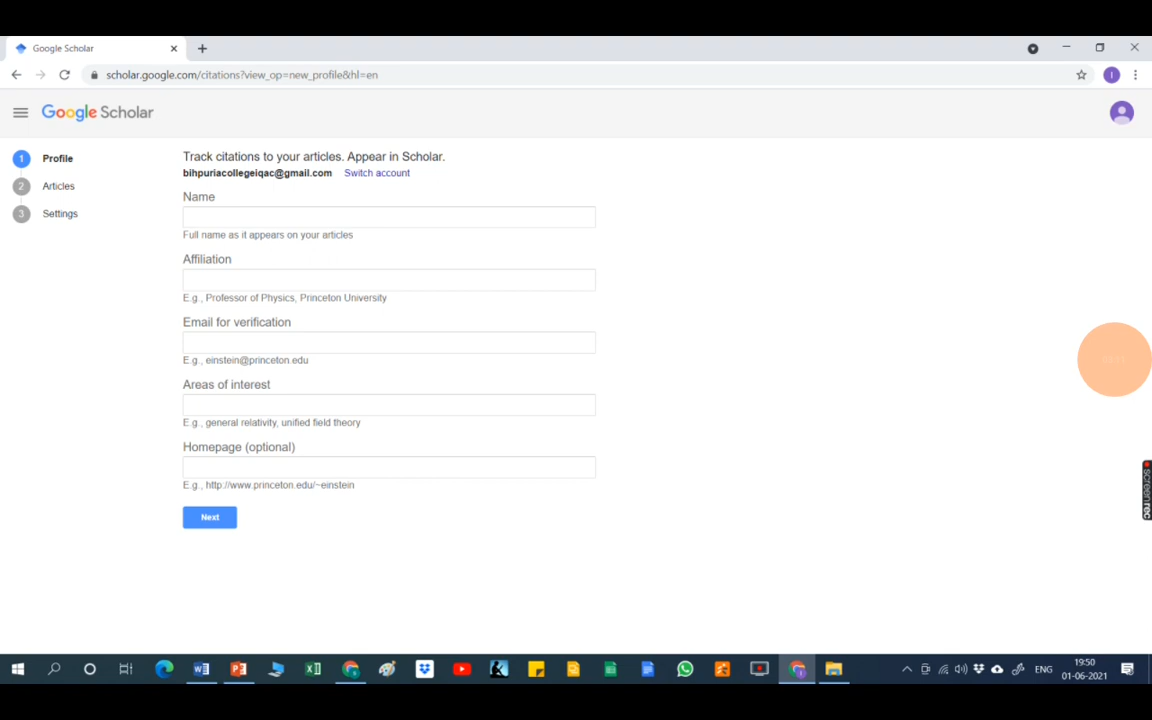 Google Scholar
scholar.google.com/citations?view_op=new_profile&hl=en
I
Google Scholar
1 Profile
2 Articles
3 Settings
Track citations to your articles. Appear in Scholar.
bihpuriacollegeiqac@gmail.com Switch account
Name
Full name as it appears on your articles
Affiliation
E.g., Professor of Physics, Princeton University
Email for verification
E.g., einstein@princeton.edu
Areas of interest
E.g., general relativity, unified field theory
Homepage (optional)
E.g., http://www.princeton.edu/~einstein
Next
screenrec
ENG
19:50
01-06-2021